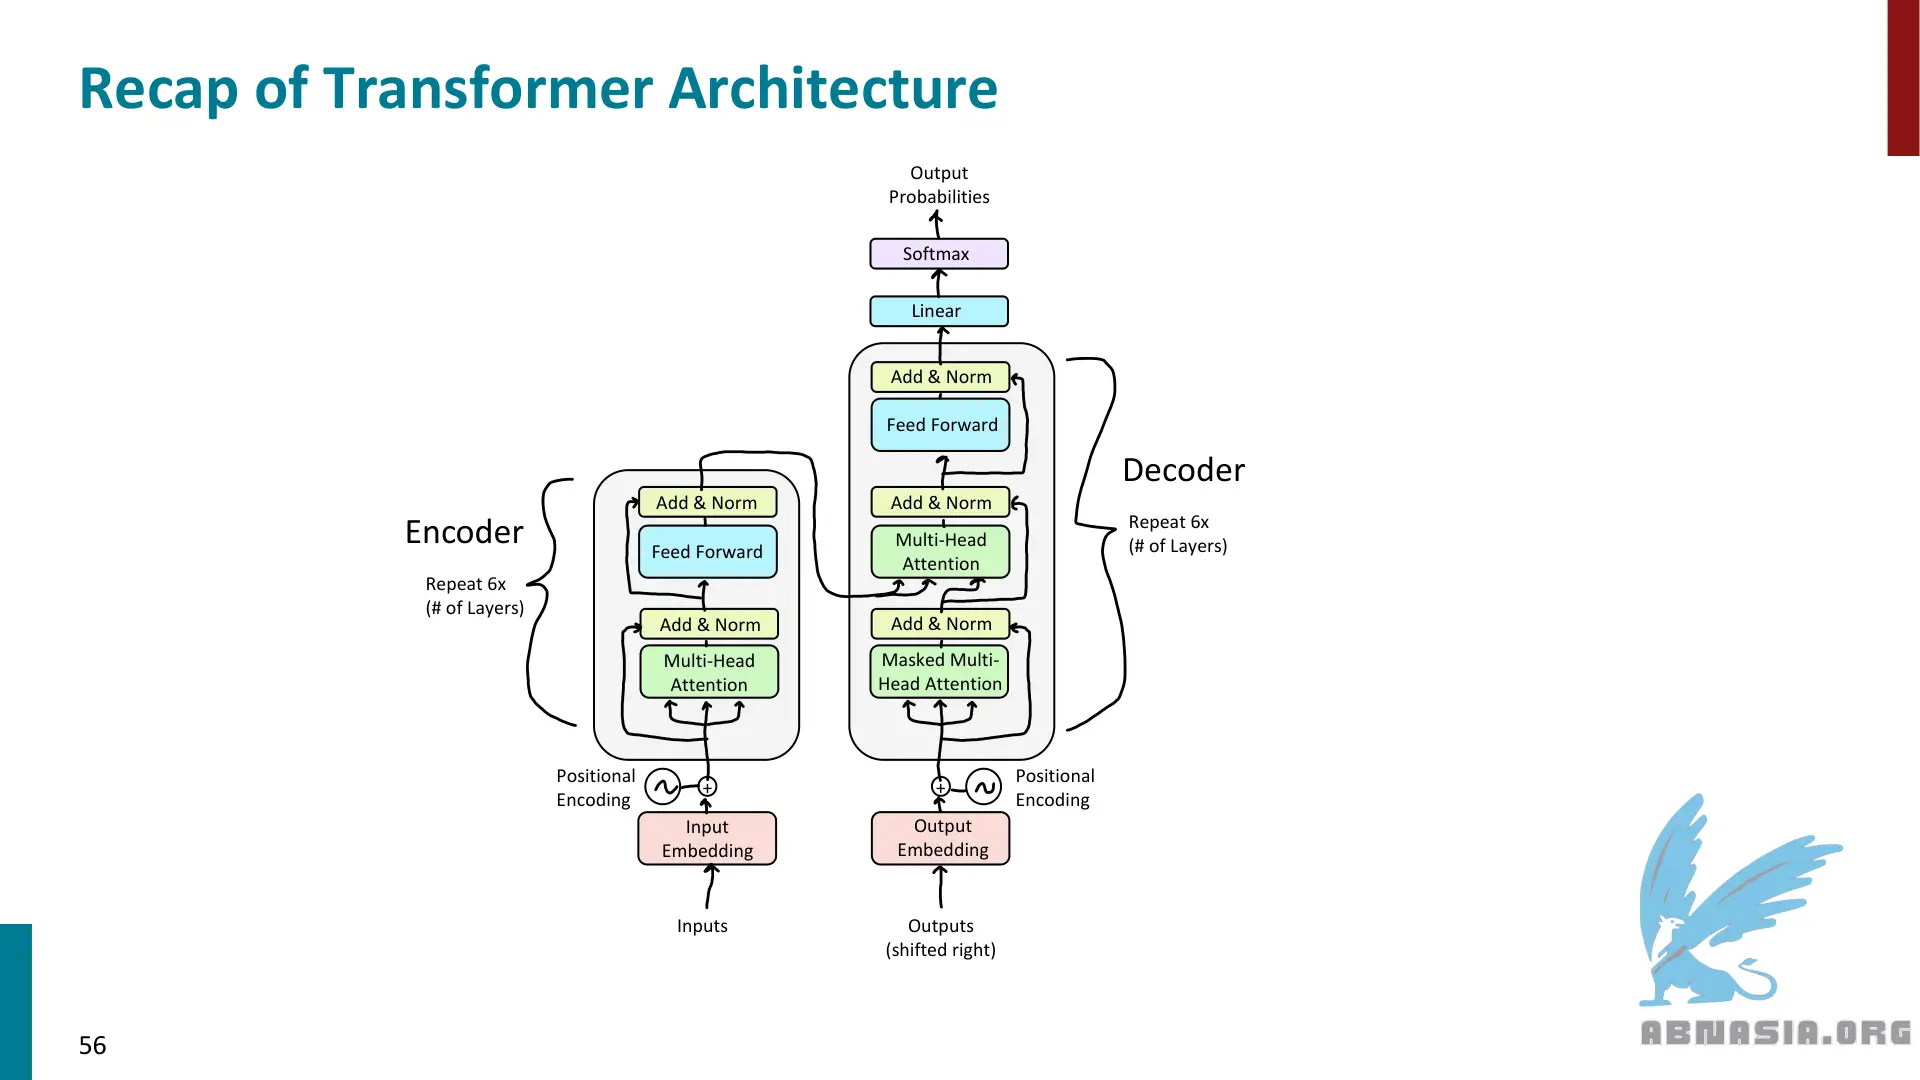 Recap of Transformer Architecture
Output
Probabilities
Softmax
Linear
Add & Norm
Feed Forward
Add & Norm
Multi-Head
Attention
Add & Norm
Masked Multi-
Head Attention
Decoder
Repeat 6x
(# of Layers)
Encoder
Repeat 6x
(# of Layers)
Add & Norm
Feed Forward
Add & Norm
Multi-Head
Attention
Positional
Encoding
+
+
Positional
Encoding
Input
Embedding
Output
Embedding
Inputs
Outputs
(shifted right)
56
ABNASIA.ORG